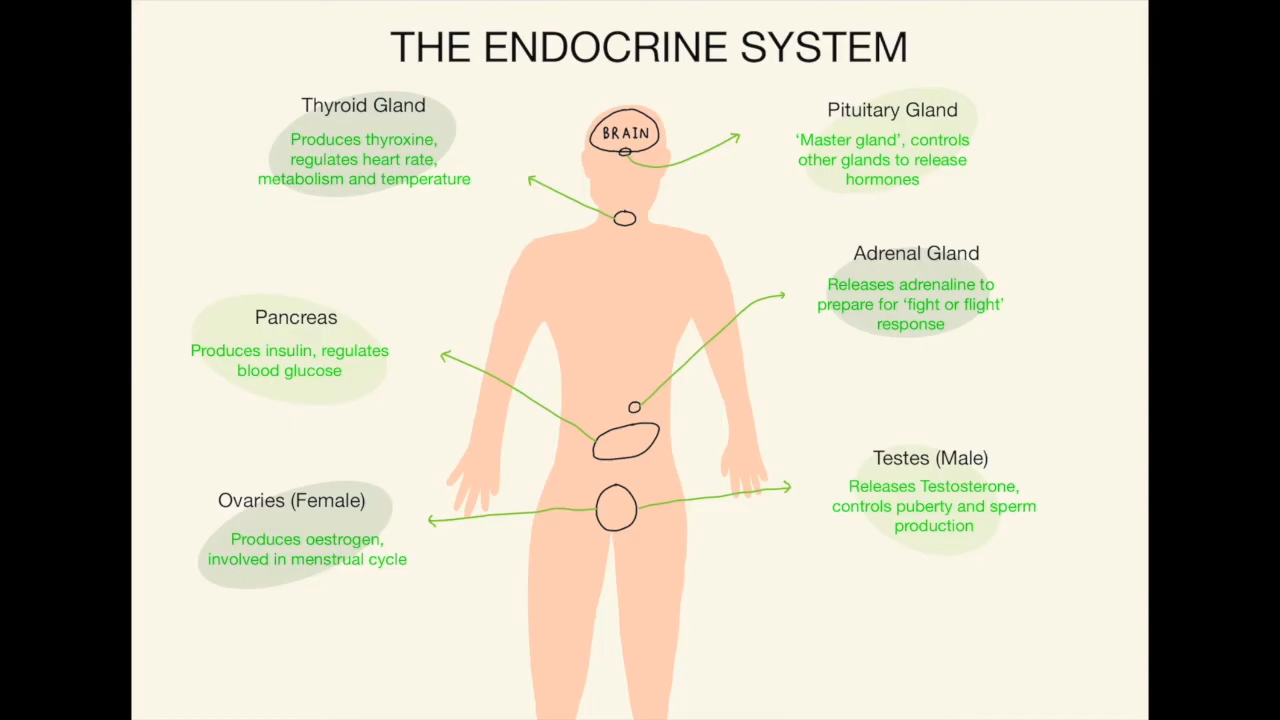 THE ENDOCRINE SYSTEM
Thyroid Gland
Produces thyroxine,
regulates heart rate,
metabolism and temperature
BRAIN
Pituitary Gland
‘Master gland’, controls
other glands to release
hormones
Adrenal Gland
Releases adrenaline to
prepare for ‘fight or flight’
response
Pancreas
Produces insulin, regulates
blood glucose
Testes (Male)
Releases Testosterone,
controls puberty and sperm
production
Ovaries (Female)
Produces oestrogen,
involved in menstrual cycle